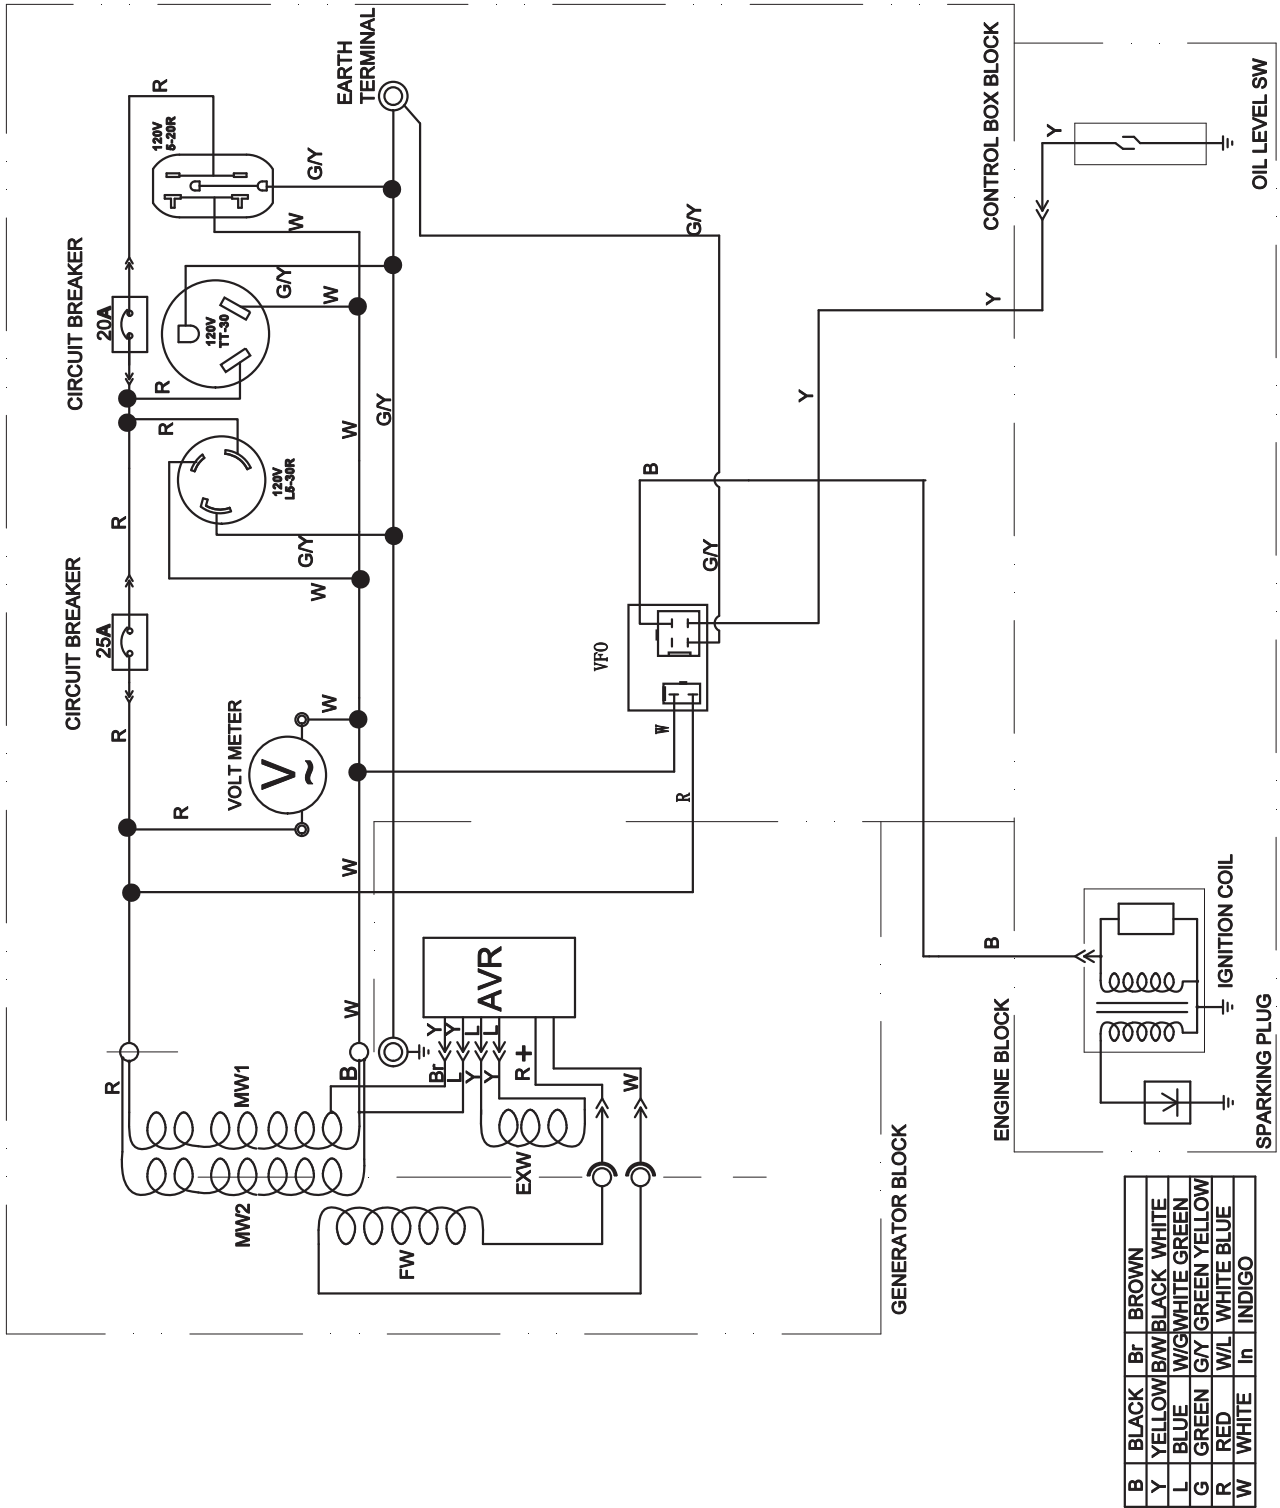 CIRCUIT BREAKER
25A
CIRCUIT BREAKER
20A
R
R
R
R
R
R
R
VOLT METER
V
~
W
120V
L5-30R
120V
TT-30
120V
5-20R
G/Y
W
G/Y
W
G/Y
W
W
W
W
G/Y
EARTH
TERMINAL
R
MW1
MW2
B
Br
L
Y
Y
Y
Y
L
L
AVR
R +
W
EXW
FW
GENERATOR BLOCK
VFO
W
R
B
G/Y
G/Y
Y
Y
CONTROL BOX BLOCK
Y
OIL LEVEL SW
B
ENGINE BLOCK
IGNITION COIL
SPARKING PLUG
B BLACK Br BROWN
Y YELLOW B/W BLACK WHITE
L BLUE W/G WHITE GREEN
G GREEN G/Y GREEN YELLOW
R RED W/L WHITE BLUE
W WHITE In INDIGO